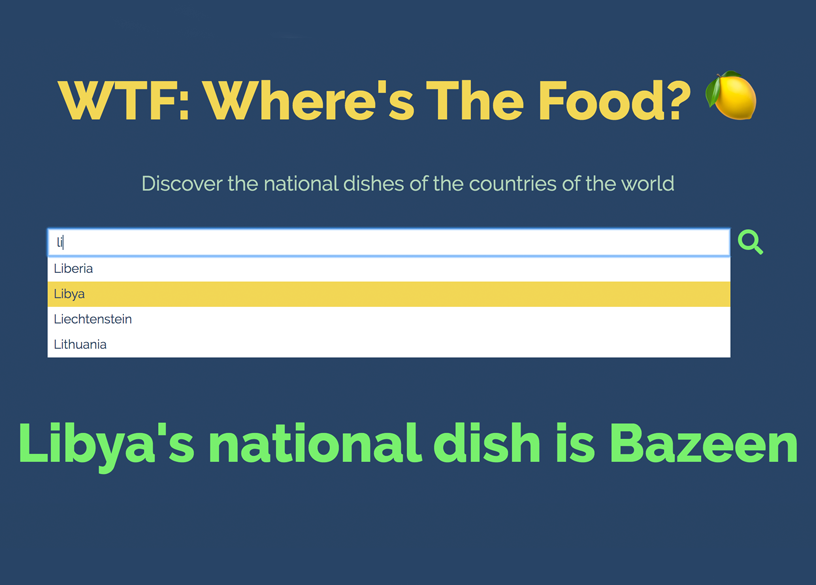 WTF: Where's The Food? 🍋
Discover the national dishes of the countries of the world
li
Liberia
Libya
Liechtenstein
Lithuania
Libya's national dish is Bazeen